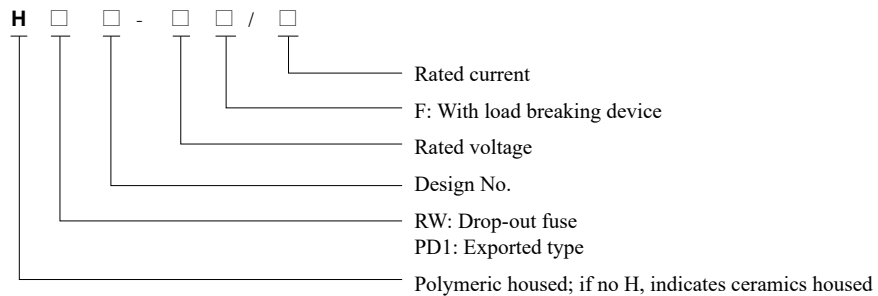 H □ □ - □ □ / □
Rated current
F: With load breaking device
Rated voltage
Design No.
RW: Drop-out fuse
PD1: Exported type
Polymeric housed; if no H, indicates ceramics housed